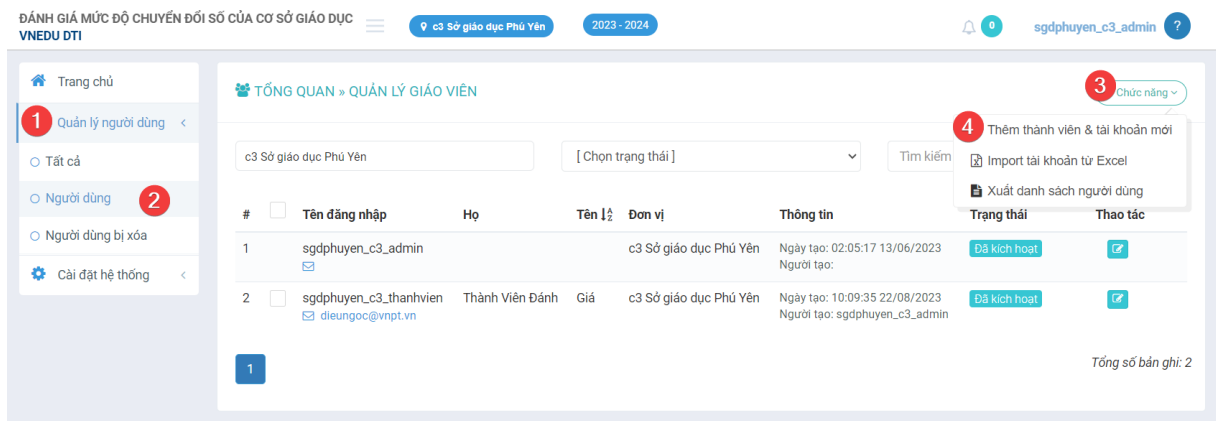 ĐÁNH GIÁ MỨC ĐỘ CHUYỂN ĐỔI SỐ CỦA CƠ SỞ GIÁO DỤC
VNEDU DTI
c3 Sở giáo dục Phú Yên
2023 - 2024
0
sgdphuyen_c3_admin
?
Trang chủ
1 Quản lý người dùng
Tất cả
Người dùng 2
Người dùng bị xóa
Cài đặt hệ thống
TỔNG QUAN » QUẢN LÝ GIÁO VIÊN
3 Chức năng
4 Thêm thành viên & tài khoản mới
Import tài khoản từ Excel
Xuất danh sách người dùng
c3 Sở giáo dục Phú Yên [ Chọn trạng thái ] Tìm kiếm
# Tên đăng nhập Họ Tên Đơn vị Thông tin Trạng thái Thao tác
1 sgdphuyen_c3_admin c3 Sở giáo dục Phú Yên Ngày tạo: 02:05:17 13/06/2023 Đã kích hoạt
Người tạo:
2 sgdphuyen_c3_thanhvien Thành Viên Đánh Giá c3 Sở giáo dục Phú Yên Ngày tạo: 10:09:35 22/08/2023 Đã kích hoạt
dieungoc@vnpt.vn Người tạo: sgdphuyen_c3_admin
1
Tổng số bản ghi: 2